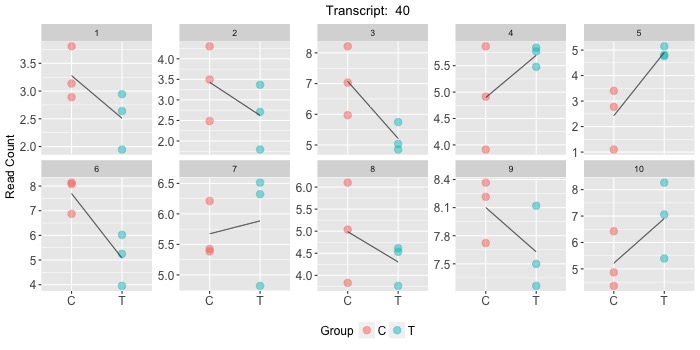 Transcript: 40
Read Count
1 2 3 4 5
3.5 3.0 2.5 2.0
4.0 3.5 3.0 2.5 2.0
8 7 6 5
5.5 5.0 4.5 4.0
5 4 3 2 1
6 7 8 9 10
8 7 6 5 4
6.5 6.0 5.5 5.0
6.0 5.5 5.0 4.5 4.0
8.4 8.1 7.8 7.5
8 7 6 5
C T C T C T C T C T
Group C T